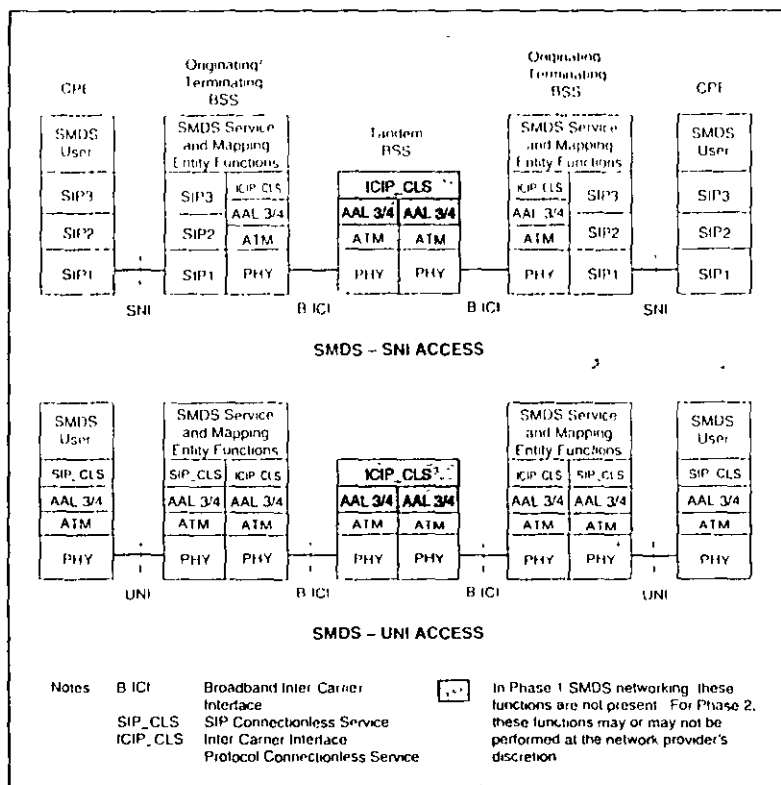 Originating/ Originating
Terminating Terminating
CPE BSS BSS CPE
Tandem
BSS
SMDS User
SMDS Service and Mapping Entity Functions
SMDS Service and Mapping Entity Functions
SMDS User
ICIP_CLS
SIP3 SIP3 ICIP CLS ICIP CLS SIP3 SIP3
AAL 3/4 AAL 3/4 AAL 3/4 AAL 3/4
SIP2 SIP2 ATM ATM ATM ATM SIP2 SIP2
SIP1 SIP1 PHY PHY PHY PHY SIP1 SIP1
SNI B ICI B ICI SNI
SMDS – SNI ACCESS
SMDS User
SMDS Service and Mapping Entity Functions
SMDS Service and Mapping Entity Functions
SMDS User
SIP_CLS SIP_CLS ICIP CLS ICIP_CLS ICIP CLS SIP_CLS SIP_CLS
AAL 3/4 AAL 3/4 AAL 3/4 AAL 3/4 AAL 3/4 AAL 3/4 AAL 3/4 AAL 3/4
ATM ATM ATM ATM ATM ATM ATM ATM
PHY PHY PHY PHY PHY PHY PHY PHY
UNI B ICI B ICI UNI
SMDS – UNI ACCESS
Notes B ICI Broadband Inter Carrier
Interface
SIP_CLS SIP Connectionless Service
ICIP_CLS Inter Carrier Interface
Protocol Connectionless Service
In Phase 1 SMDS networking these
functions are not present For Phase 2,
these functions may or may not be
performed at the network provider's
discretion